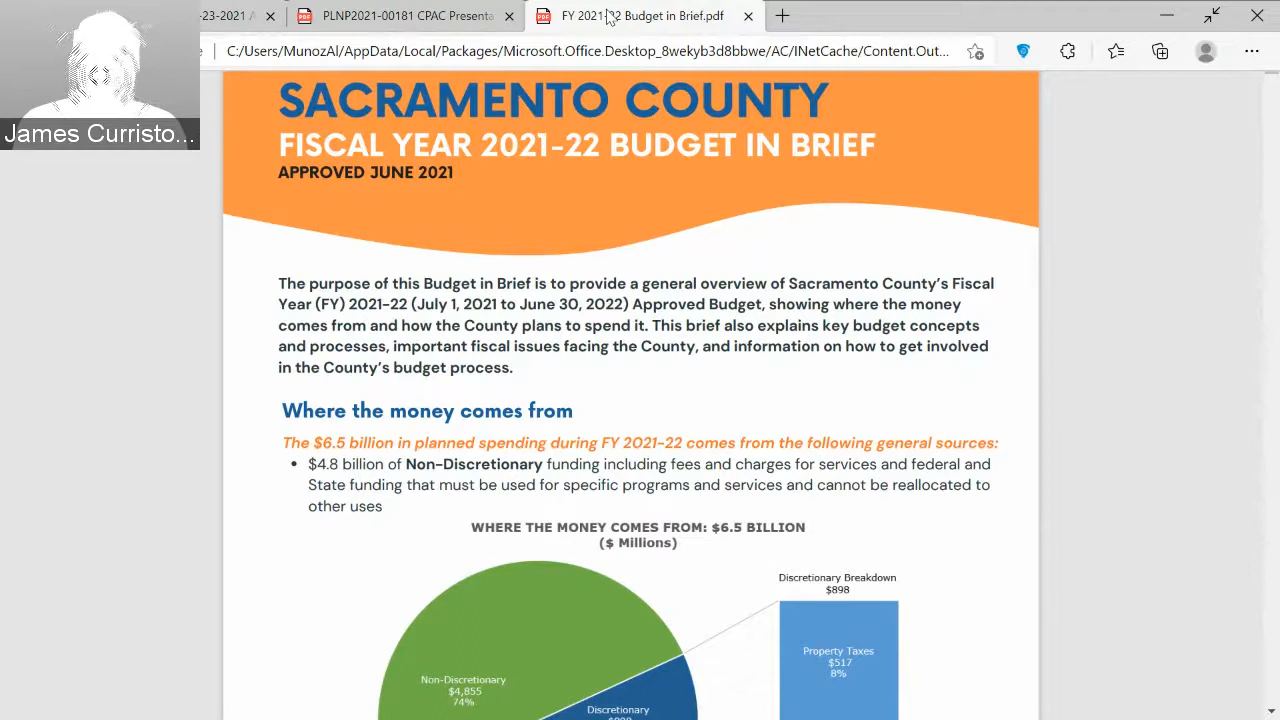 -23-2021 A
PLNP2021-00181 CPAC Presenta
FY 2021-22 Budget in Brief.pdf
C:/Users/MunozAl/AppData/Local/Packages/Microsoft.Office.Desktop_8wekyb3d8bbwe/AC/INetCache/Content.Out...
James Curristo...
SACRAMENTO COUNTY
FISCAL YEAR 2021-22 BUDGET IN BRIEF
APPROVED JUNE 2021
The purpose of this Budget in Brief is to provide a general overview of Sacramento County's Fiscal
Year (FY) 2021-22 (July 1, 2021 to June 30, 2022) Approved Budget, showing where the money
comes from and how the County plans to spend it. This brief also explains key budget concepts
and processes, important fiscal issues facing the County, and information on how to get involved
in the County's budget process.
Where the money comes from
The $6.5 billion in planned spending during FY 2021-22 comes from the following general sources:
• $4.8 billion of Non-Discretionary funding including fees and charges for services and federal and
State funding that must be used for specific programs and services and cannot be reallocated to
other uses
WHERE THE MONEY COMES FROM: $6.5 BILLION
($ Millions)
Discretionary Breakdown
$898
Property Taxes
$517
8%
Non-Discretionary
$4,855
74%
Discretionary